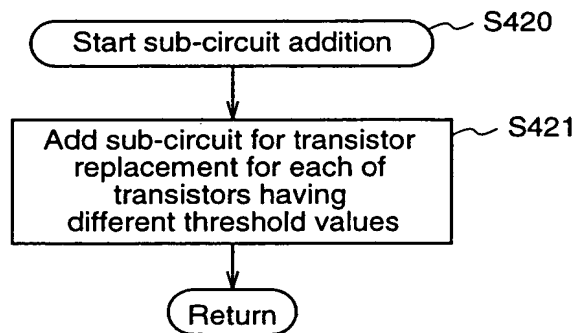 Start sub-circuit addition
S420
Add sub-circuit for transistor
replacement for each of
transistors having
different threshold values
S421
Return